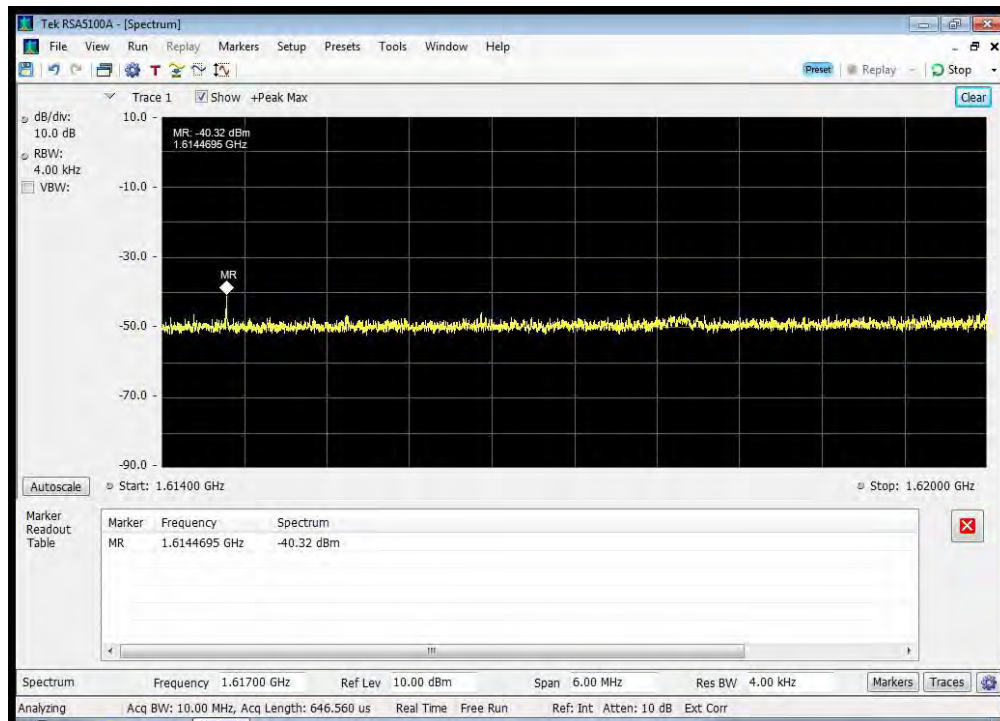 Tek RSA5100A - [Spectrum]
File View Run Replay Markers Setup Presets Tools Window Help
T
Preset Replay Stop
Trace 1 Show +Peak Max Clear
dB/div:
10.0 dB
RBW:
4.00 kHz
VBW:
10.0
-10.0
-30.0
-50.0
-70.0
-90.0
MR: -40.32 dBm
1.6144695 GHz
MR
Autoscale Start: 1.61400 GHz Stop: 1.62000 GHz
Marker
Readout
Table
Marker Frequency Spectrum
MR 1.6144695 GHz -40.32 dBm
Spectrum Frequency 1.61700 GHz Ref Lev 10.00 dBm Span 6.00 MHz Res BW 4.00 kHz Markers Traces
Analyzing Acq BW: 10.00 MHz, Acq Length: 646.560 us Real Time Free Run Ref: Int Atten: 10 dB Ext Corr